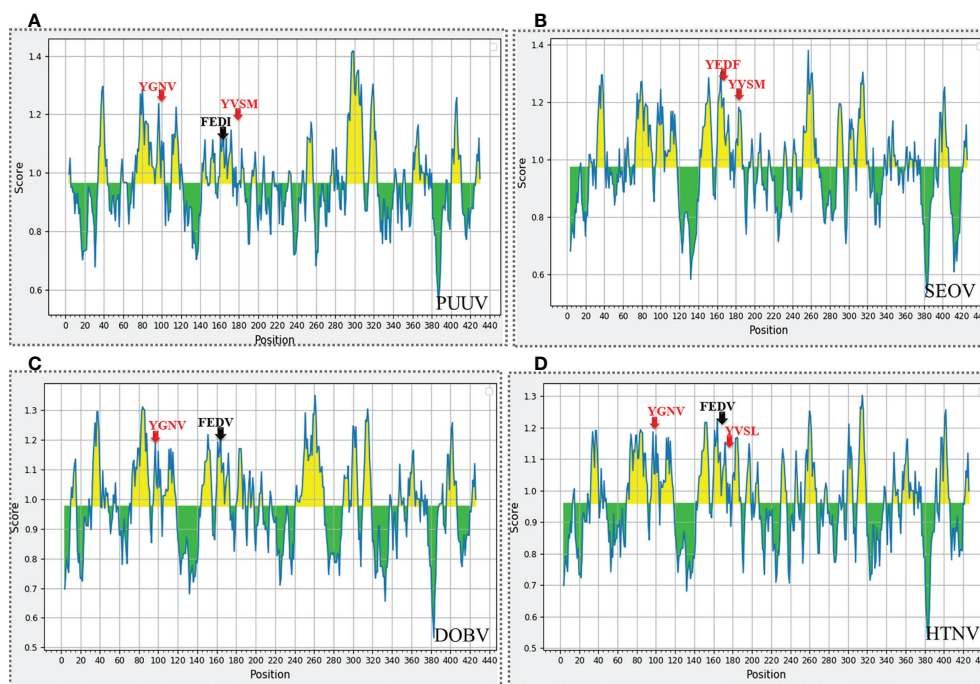 A
1.4
1.2
1.0
0.8
0.6
Score
YGNV
YVSM
FEDI
0 20 40 60 80 100 120 140 160 180 200 220 240 260 280 300 320 340 360 380 400 420 440
Position
PUUV
B
1.4
1.2
1.0
0.8
0.6
Score
YEDF
YVSM
0 20 40 60 80 100 120 140 160 180 200 220 240 260 280 300 320 340 360 380 400 420 44
Position
SEOV
C
1.3
1.2
1.1
1.0
0.9
0.8
0.7
0.6
0.5
Score
YGNV
FEDV
0 20 40 60 80 100 120 140 160 180 200 220 240 260 280 300 320 340 360 380 400 420 440
Position
DOBV
D
1.3
1.2
1.1
1.0
0.9
0.8
0.7
0.6
0.5
Score
YGNV
FEDV
YVSL
0 20 40 60 80 100 120 140 160 180 200 220 240 260 280 300 320 340 360 380 400 420 440
Position
HTNV